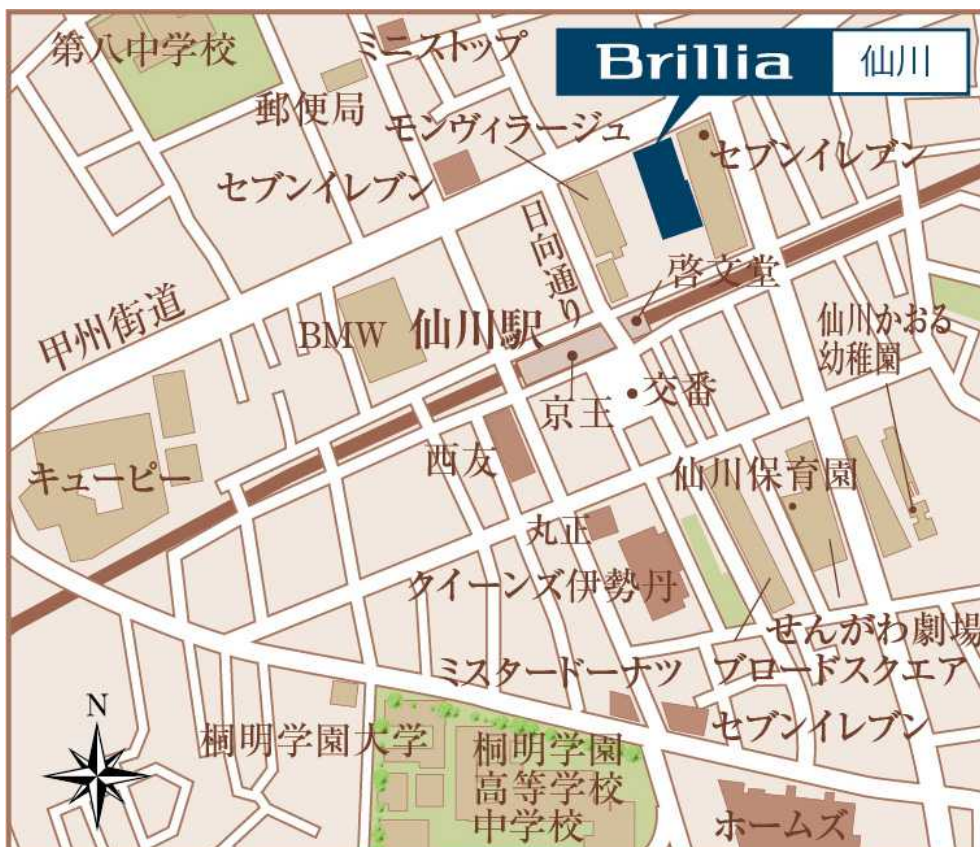 第八中学校
ミニストップ
Brillia 仙川
郵便局
モンヴィラージュ
セブンイレブン
セブンイレブン
日向通り
啓文堂
甲州街道
BMW
仙川駅
仙川かおる
幼稚園
京王
交番
キューピー
西友
仙川保育園
丸正
クイーンズ伊勢丹
せんがわ劇場
ミスタードーナツ
ブロードスクエア
セブンイレブン
N
桐明学園大学
桐明学園
高等学校
中学校
ホームズ